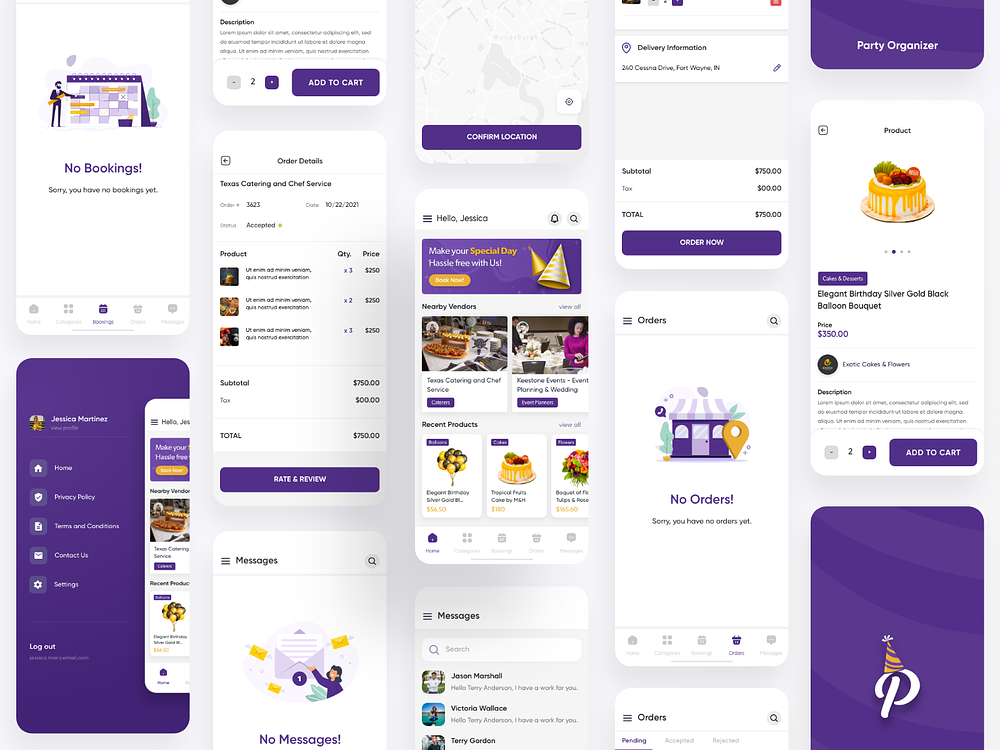 No Bookings!
Sorry, you have no bookings yet.
Home
Categories
Bookings
Orders
Messages
Jessica Martinez
view profile
Home
Privacy Policy
Terms and Conditions
Contact Us
Settings
Log out
Hello, Jes
Make your
Hassle free
Book Now!
Nearby Vendor
Texas Catering
Service
Caterers
Recent Produc
Balloons
Elegant Birthday
Silver Gold Bl...
$56.50
Home
Description
Lorem ipsum dolor sit amet, consectetur adipiscing elit, sed
do eiusmod tempor incididunt ut labore et dolore magna
aliqua. Ut enim ad minim veniam, quis nostrud exercitation
-
2
+
ADD TO CART
Order Details
Texas Catering and Chef Service
Order # 3623 Date 10/22/2021
Status Accepted
Product Qty. Price
Ut enim ad minim veniam,
quis nostrud exercitation
x 3 $250
Ut enim ad minim veniam,
quis nostrud exercitation
x 2 $250
Ut enim ad minim veniam,
quis nostrud exercitation
x 3 $250
Subtotal $750.00
Tax $00.00
TOTAL $750.00
RATE & REVIEW
Messages
1
No Messages!
CONFIRM LOCATION
Hello, Jessica
Make your Special Day
Hassle free with Us!
Book Now!
Nearby Vendors view all
Texas Catering and Chef
Service
Caterers
Keestone Events - Event
Planning & Wedding
Event Planners
Recent Products view all
Balloons
Elegant Birthday
Silver Gold Bl...
$56.50
Cakes
Tropical Fruits
Cake by M&H
$180
Flowers
Boquet of Fl
Tulips & Rose
$165.60
Home
Categories
Bookings
Orders
Messages
Messages
Search
Jason Marshall
Hello Terry Anderson, I have a work for you.
Victoria Wallace
Hello Terry Anderson, I have a work for you.
Terry Gordon
2
Delivery Information
240 Cessna Drive, Fort Wayne, IN
Subtotal $750.00
Tax $00.00
TOTAL $750.00
ORDER NOW
Orders
No Orders!
Sorry, you have no orders yet.
Home
Categories
Bookings
Orders
Messages
Orders
Pending Accepted Rejected
Party Organizer
Product
Cakes & Desserts
Elegant Birthday Silver Gold Black
Balloon Bouquet
Price
$350.00
Exotic Cakes & Flowers
Description
Lorem ipsum dolor sit amet, consectetur adipiscing elit,
sed do eiusmod tempor incididunt ut labore et dolore
magna aliqua. Ut enim ad minim veniam, quis nostrud
-
2
+
ADD TO CART
P